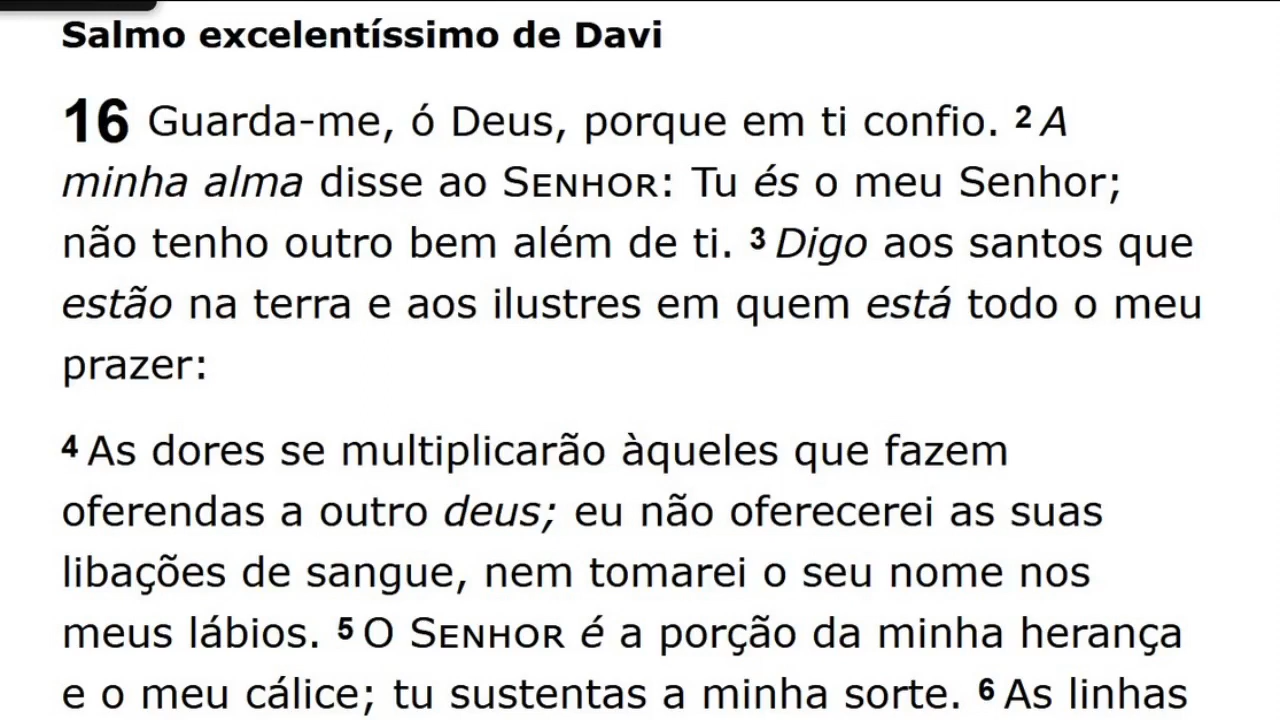 Salmo excelentíssimo de Davi
16 Guarda-me, ó Deus, porque em ti confio. 2 A
minha alma disse ao SENHOR: Tu és o meu Senhor;
não tenho outro bem além de ti. 3 Digo aos santos que
estão na terra e aos ilustres em quem está todo o meu
prazer:
4 As dores se multiplicarão àqueles que fazem
oferendas a outro deus; eu não oferecerei as suas
libações de sangue, nem tomarei o seu nome nos
meus lábios. 5 O SENHOR é a porção da minha herança
e o meu cálice; tu sustentas a minha sorte. 6 As linhas